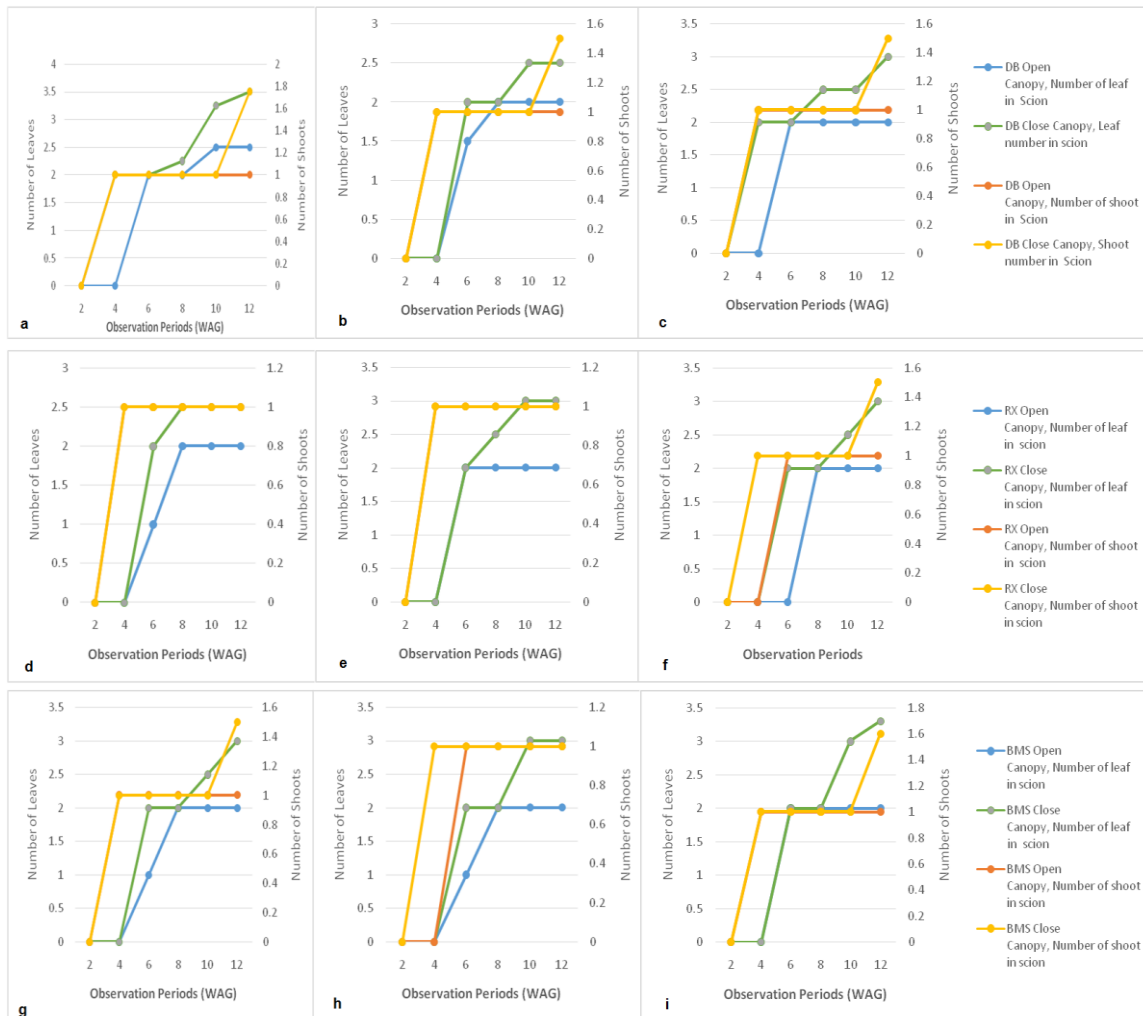 4
3.5
3
2.5
2
1.5
1
0.5
0
Number of Leaves
2
1.8
1.6
1.4
1.2
1
0.8
0.6
0.4
0.2
0
Number of Shoots
2 4 6 8 10 12
Observation Periods (WAG)
a
3
2.5
2
1.5
1
0.5
0
Number of Leaves
1.6
1.4
1.2
1
0.8
0.6
0.4
0.2
0
Number of Shoots
2 4 6 8 10 12
Observation Periods (WAG)
b
3.5
3
2.5
2
1.5
1
0.5
0
Number of Leaves
1.6
1.4
1.2
1
0.8
0.6
0.4
0.2
0
Number of Shoots
2 4 6 8 10 12
Observation Periods (WAG)
c
DB Open
Canopy, Number of leaf
in Scion
DB Close Canopy, Leaf
number in scion
DB Open
Canopy, Number of shoot
in Scion
DB Close Canopy, Shoot
number in Scion
3
2.5
2
1.5
1
0.5
0
Number of Leaves
1.2
1
0.8
0.6
0.4
0.2
0
Number of Shoots
2 4 6 8 10 12
Observation Periods (WAG)
d
3.5
3
2.5
2
1.5
1
0.5
0
Number of Leaves
1.2
1
0.8
0.6
0.4
0.2
0
Number of Shoots
2 4 6 8 10 12
Observation Periods (WAG)
e
3.5
3
2.5
2
1.5
1
0.5
0
Number of Leaves
1.6
1.4
1.2
1
0.8
0.6
0.4
0.2
0
Number of Shoots
2 4 6 8 10 12
Observation Periods
f
RX Open
Canopy, Number of leaf
in scion
RX Close
Canopy, Number of leaf in
scion
RX Open
Canopy, Number of shoot
in scion
RX Close
Canopy, Number of shoot
in scion
3.5
3
2.5
2
1.5
1
0.5
0
Number of Leaves
1.6
1.4
1.2
1
0.8
0.6
0.4
0.2
0
Number of Shoots
2 4 6 8 10 12
Observation Periods (WAG)
g
3.5
3
2.5
2
1.5
1
0.5
0
Number of Leaves
1.2
1
0.8
0.6
0.4
0.2
0
Number of Shoots
2 4 6 8 10 12
Observation Periods (WAG)
h
3.5
3
2.5
2
1.5
1
0.5
0
Number of Leaves
1.8
1.6
1.4
1.2
1
0.8
0.6
0.4
0.2
0
Number of Shoots
2 4 6 8 10 12
Observation Periods (WAG)
i
BMS Open
Canopy, Number of leaf in
scion
BMS Close
Canopy, Number of leaf
in scion
BMS Open
Canopy, Number of shoot
in scion
BMS Close
Canopy, Number of shoot
in scion